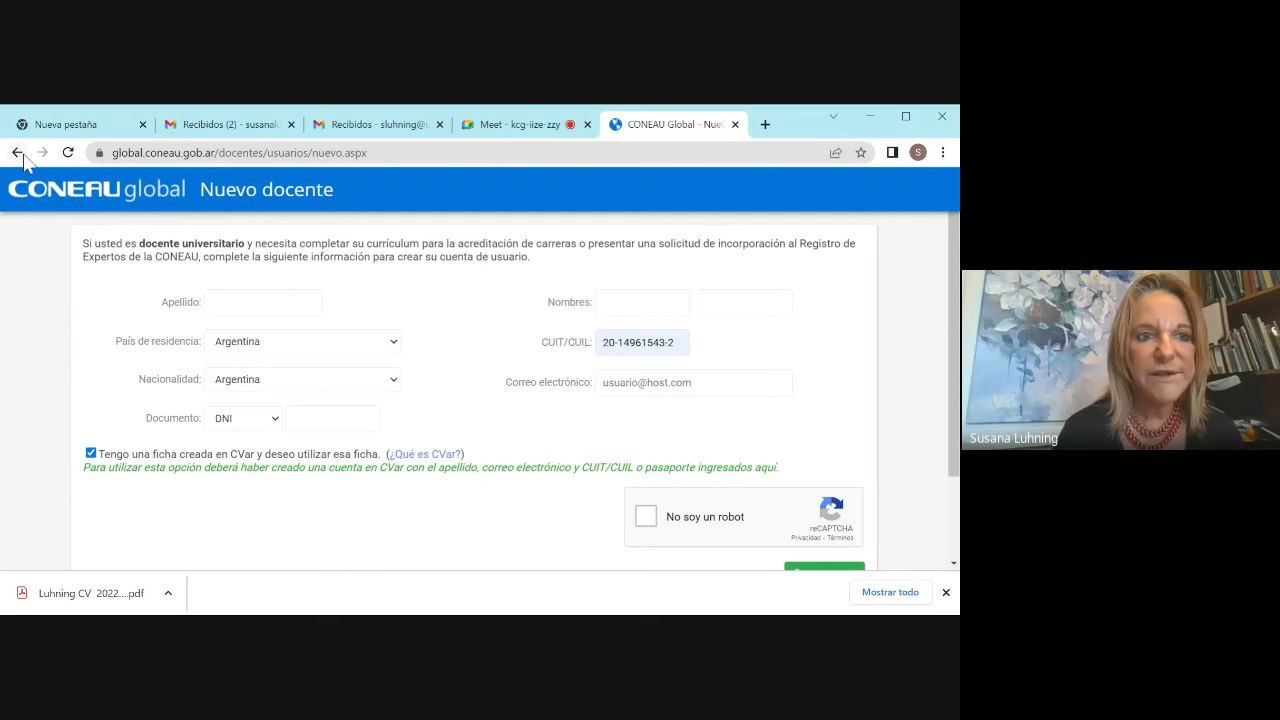 Nueva pestaña
Recibidos (2) - susanal
Recibidos - sluhning@u
Meet - kcg-iize-zzy
CONEAU Global - Nue
global.coneau.gob.ar/docentes/usuarios/nuevo.aspx
S
CONEAU global Nuevo docente
Si usted es docente universitario y necesita completar su currículum para la acreditación de carreras o presentar una solicitud de incorporación al Registro de
Expertos de la CONEAU, complete la siguiente información para crear su cuenta de usuario.
Apellido:
Nombres:
País de residencia: Argentina
CUIT/CUIL: 20-14961543-2
Nacionalidad: Argentina
Correo electrónico: usuario@host.com
Documento: DNI
Tengo una ficha creada en CVar y deseo utilizar esa ficha. (¿Qué es CVar?)
Para utilizar esta opción deberá haber creado una cuenta en CVar con el apellido, correo electrónico y CUIT/CUIL o pasaporte ingresados aquí.
No soy un robot
reCAPTCHA
Privacidad - Términos
Luhning CV 2022....pdf
Mostrar todo
Susana Luhning